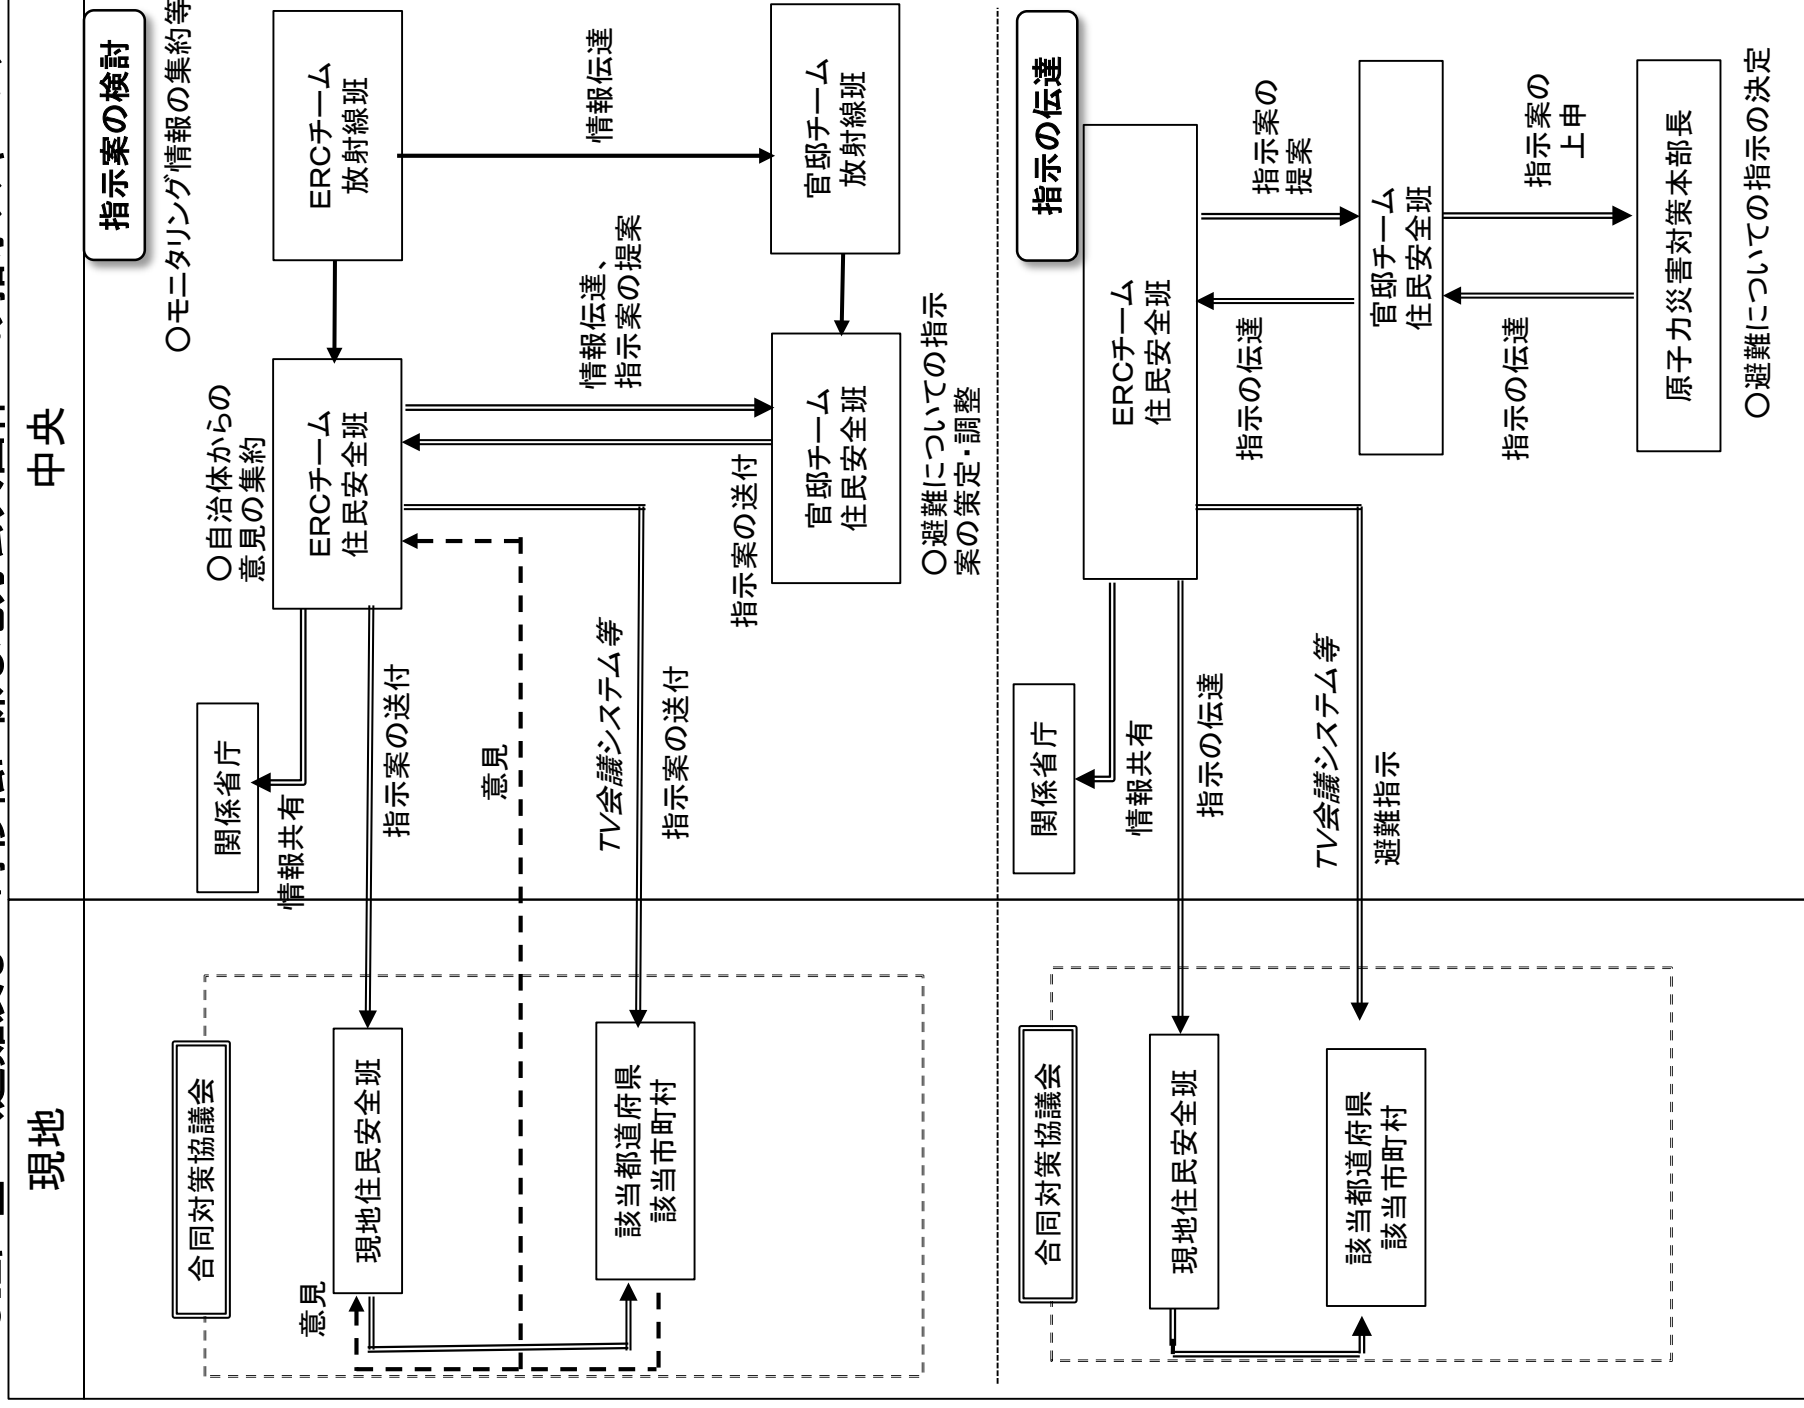 現地
中央
指示案の検討
○モニタリング情報の集約等
ERCチーム
放射線班
情報伝達
官邸チーム
放射線班
○自治体からの
意見の集約
ERCチーム
住民安全班
情報伝達、
指示案の提案
指示案の送付
官邸チーム
住民安全班
○避難についての指示
案の策定・調整
関係省庁
情報共有
指示案の送付
意見
TV会議システム等
指示案の送付
合同対策協議会
現地住民安全班
意見
該当都道府県
該当市町村
指示の伝達
ERCチーム
住民安全班
指示案の
提案
指示の伝達
官邸チーム
住民安全班
指示案の
上申
指示の伝達
原子力災害対策本部長
○避難についての指示の決定
関係省庁
情報共有
指示の伝達
TV会議システム等
避難指示
合同対策協議会
現地住民安全班
該当都道府県
該当市町村